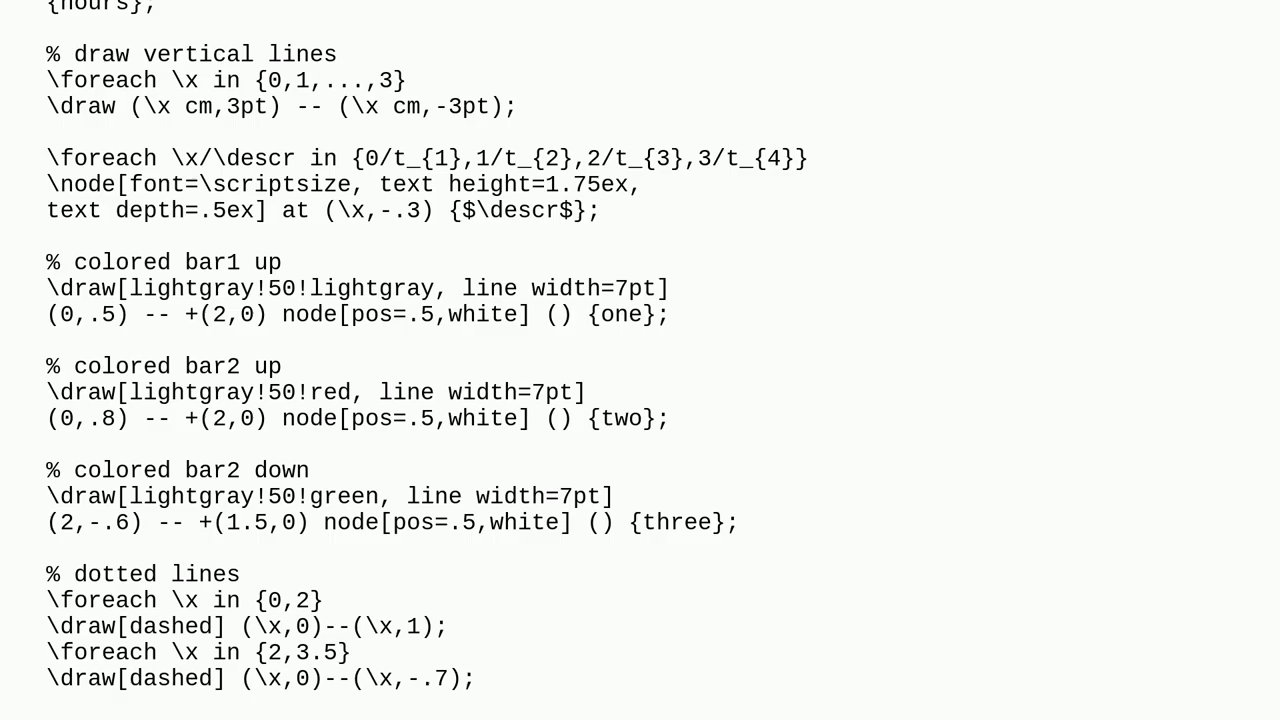 {hours};
% draw vertical lines
\foreach \x in {0,1,...,3}
\draw (\x cm,3pt) -- (\x cm,-3pt);
\foreach \x/\descr in {0/t_{1},1/t_{2},2/t_{3},3/t_{4}}
\node[font=\scriptsize, text height=1.75ex,
text depth=.5ex] at (\x,-.3) {$\descr$};
% colored bar1 up
\draw[lightgray!50!lightgray, line width=7pt]
(0,.5) -- +(2,0) node[pos=.5,white] () {one};
% colored bar2 up
\draw[lightgray!50!red, line width=7pt]
(0,.8) -- +(2,0) node[pos=.5,white] () {two};
% colored bar2 down
\draw[lightgray!50!green, line width=7pt]
(2,-.6) -- +(1.5,0) node[pos=.5,white] () {three};
% dotted lines
\foreach \x in {0,2}
\draw[dashed] (\x,0)--(\x,1);
\foreach \x in {2,3.5}
\draw[dashed] (\x,0)--(\x,-.7);